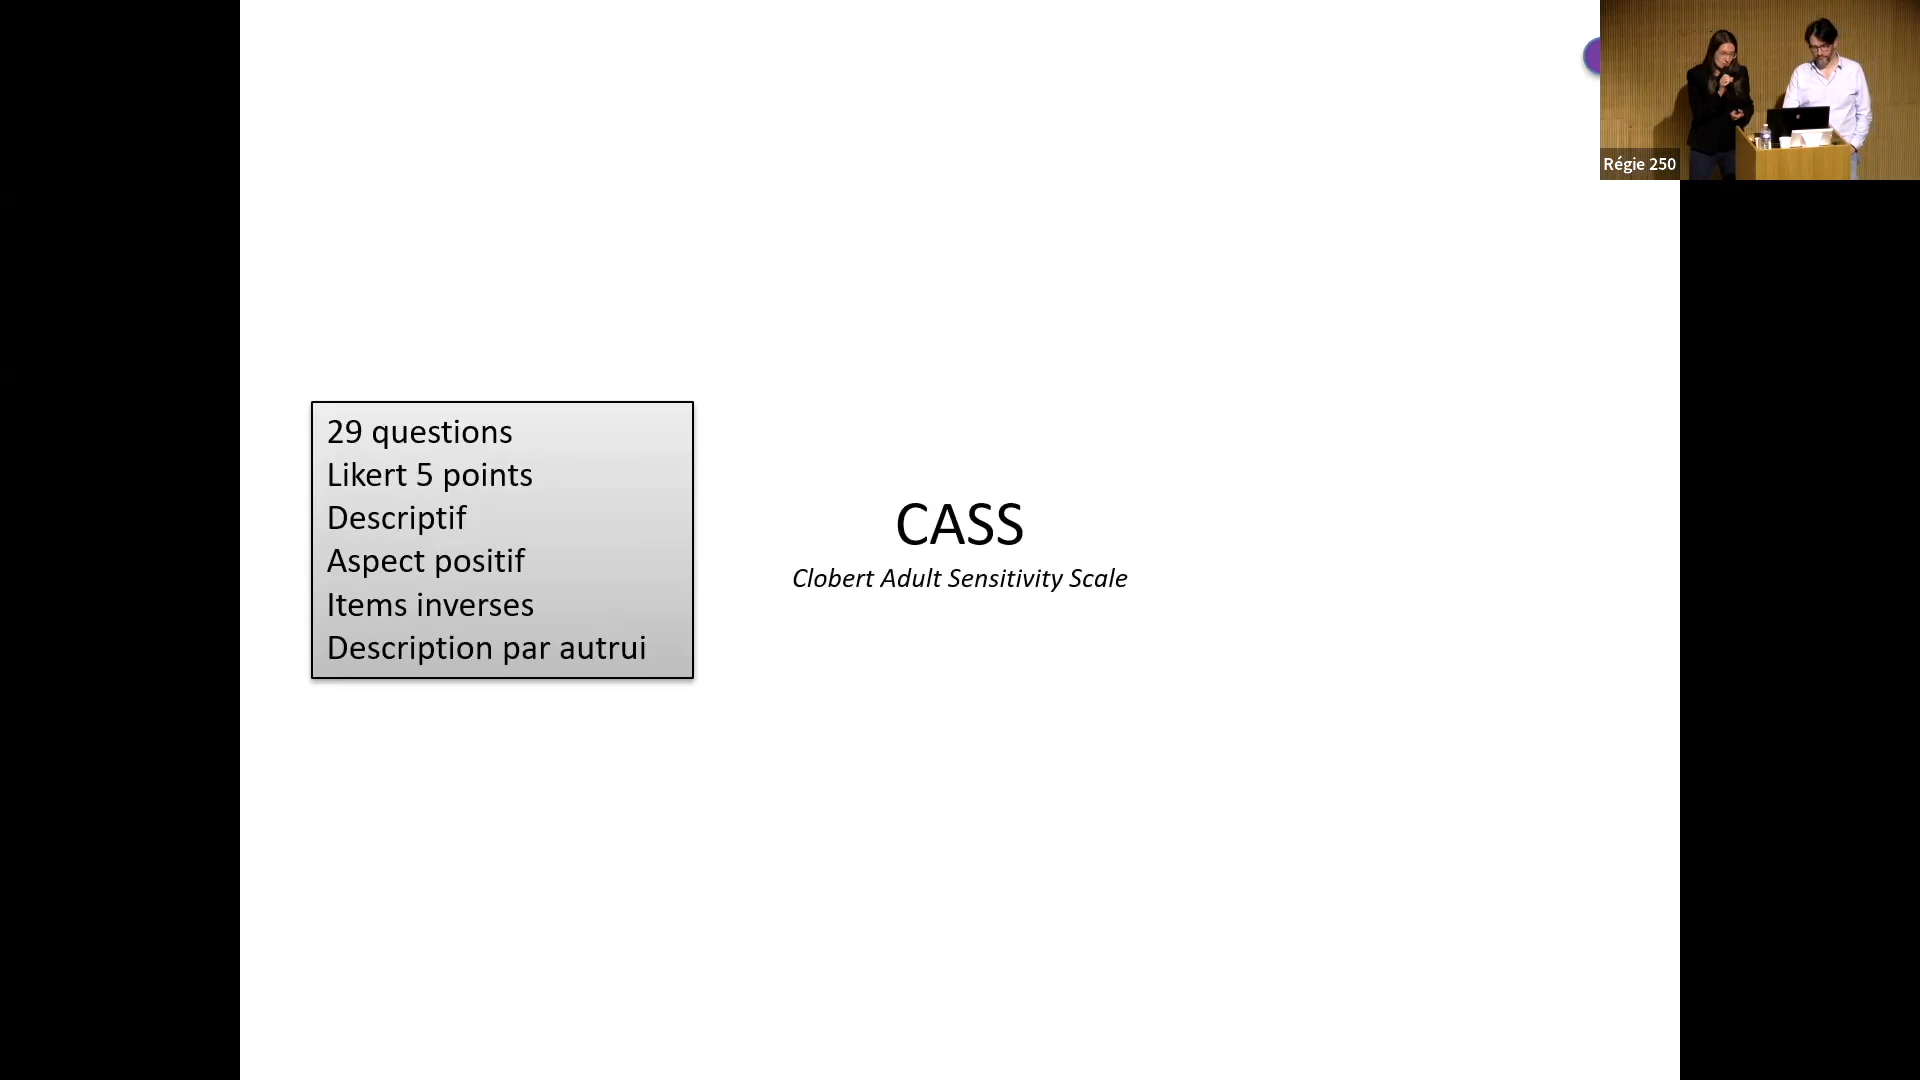 Régie 250
29 questions
Likert 5 points
Descriptif
Aspect positif
Items inverses
Description par autrui
CASS
Clobert Adult Sensitivity Scale